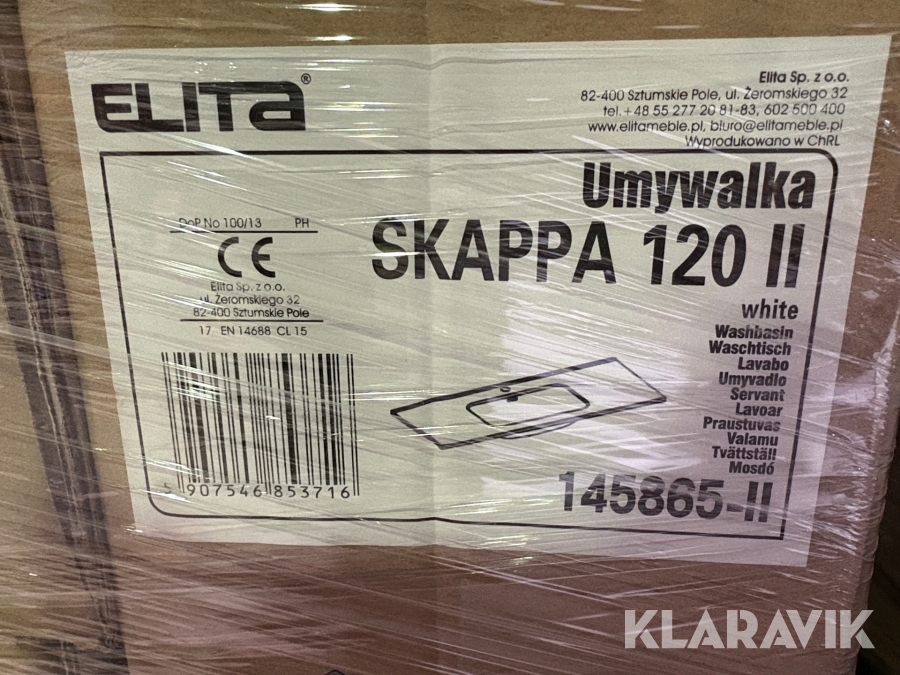 ELITa®
Elita Sp. z o.o.
82-400 Sztumskie Pole, ul. Żeromskiego 32
tel.+48 55 277 20 81-83, 602 500 400
www.elitameble.pl, biuro@elitameble.pl
Wyprodukowano w ChRL
Umywalka
SKAPPA 120 II
white
DoP No 100/13 PH
CE
Elita Sp. z o.o.
ul. Żeromskiego 32
82-400 Sztumskie Pole
17 EN 14688 CL 15
Washbasin
Waschtisch
Lavabo
Umyvadlo
Servant
Lavoar
Praustuvas
Valamu
Tvättställ
Mosdó
5 907546 853716
145865-II
KLARAVIK